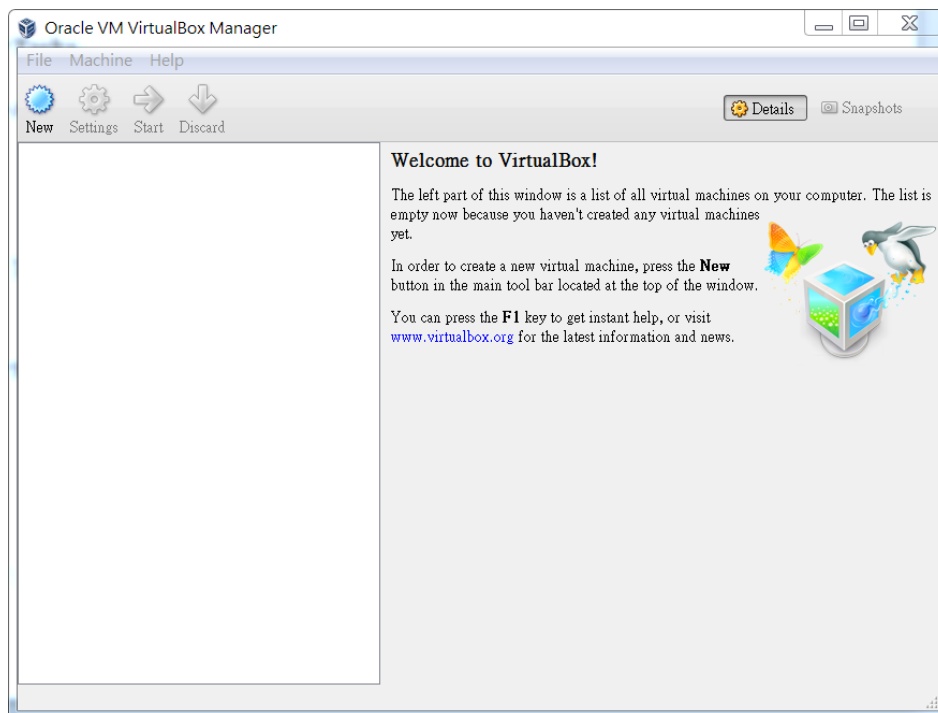 Oracle VM VirtualBox Manager
File Machine Help
New Settings Start Discard
Details Snapshots
Welcome to VirtualBox!
The left part of this window is a list of all virtual machines on your computer. The list is
empty now because you haven't created any virtual machines
yet.
In order to create a new virtual machine, press the New
button in the main tool bar located at the top of the window.
You can press the F1 key to get instant help, or visit
www.virtualbox.org for the latest information and news.